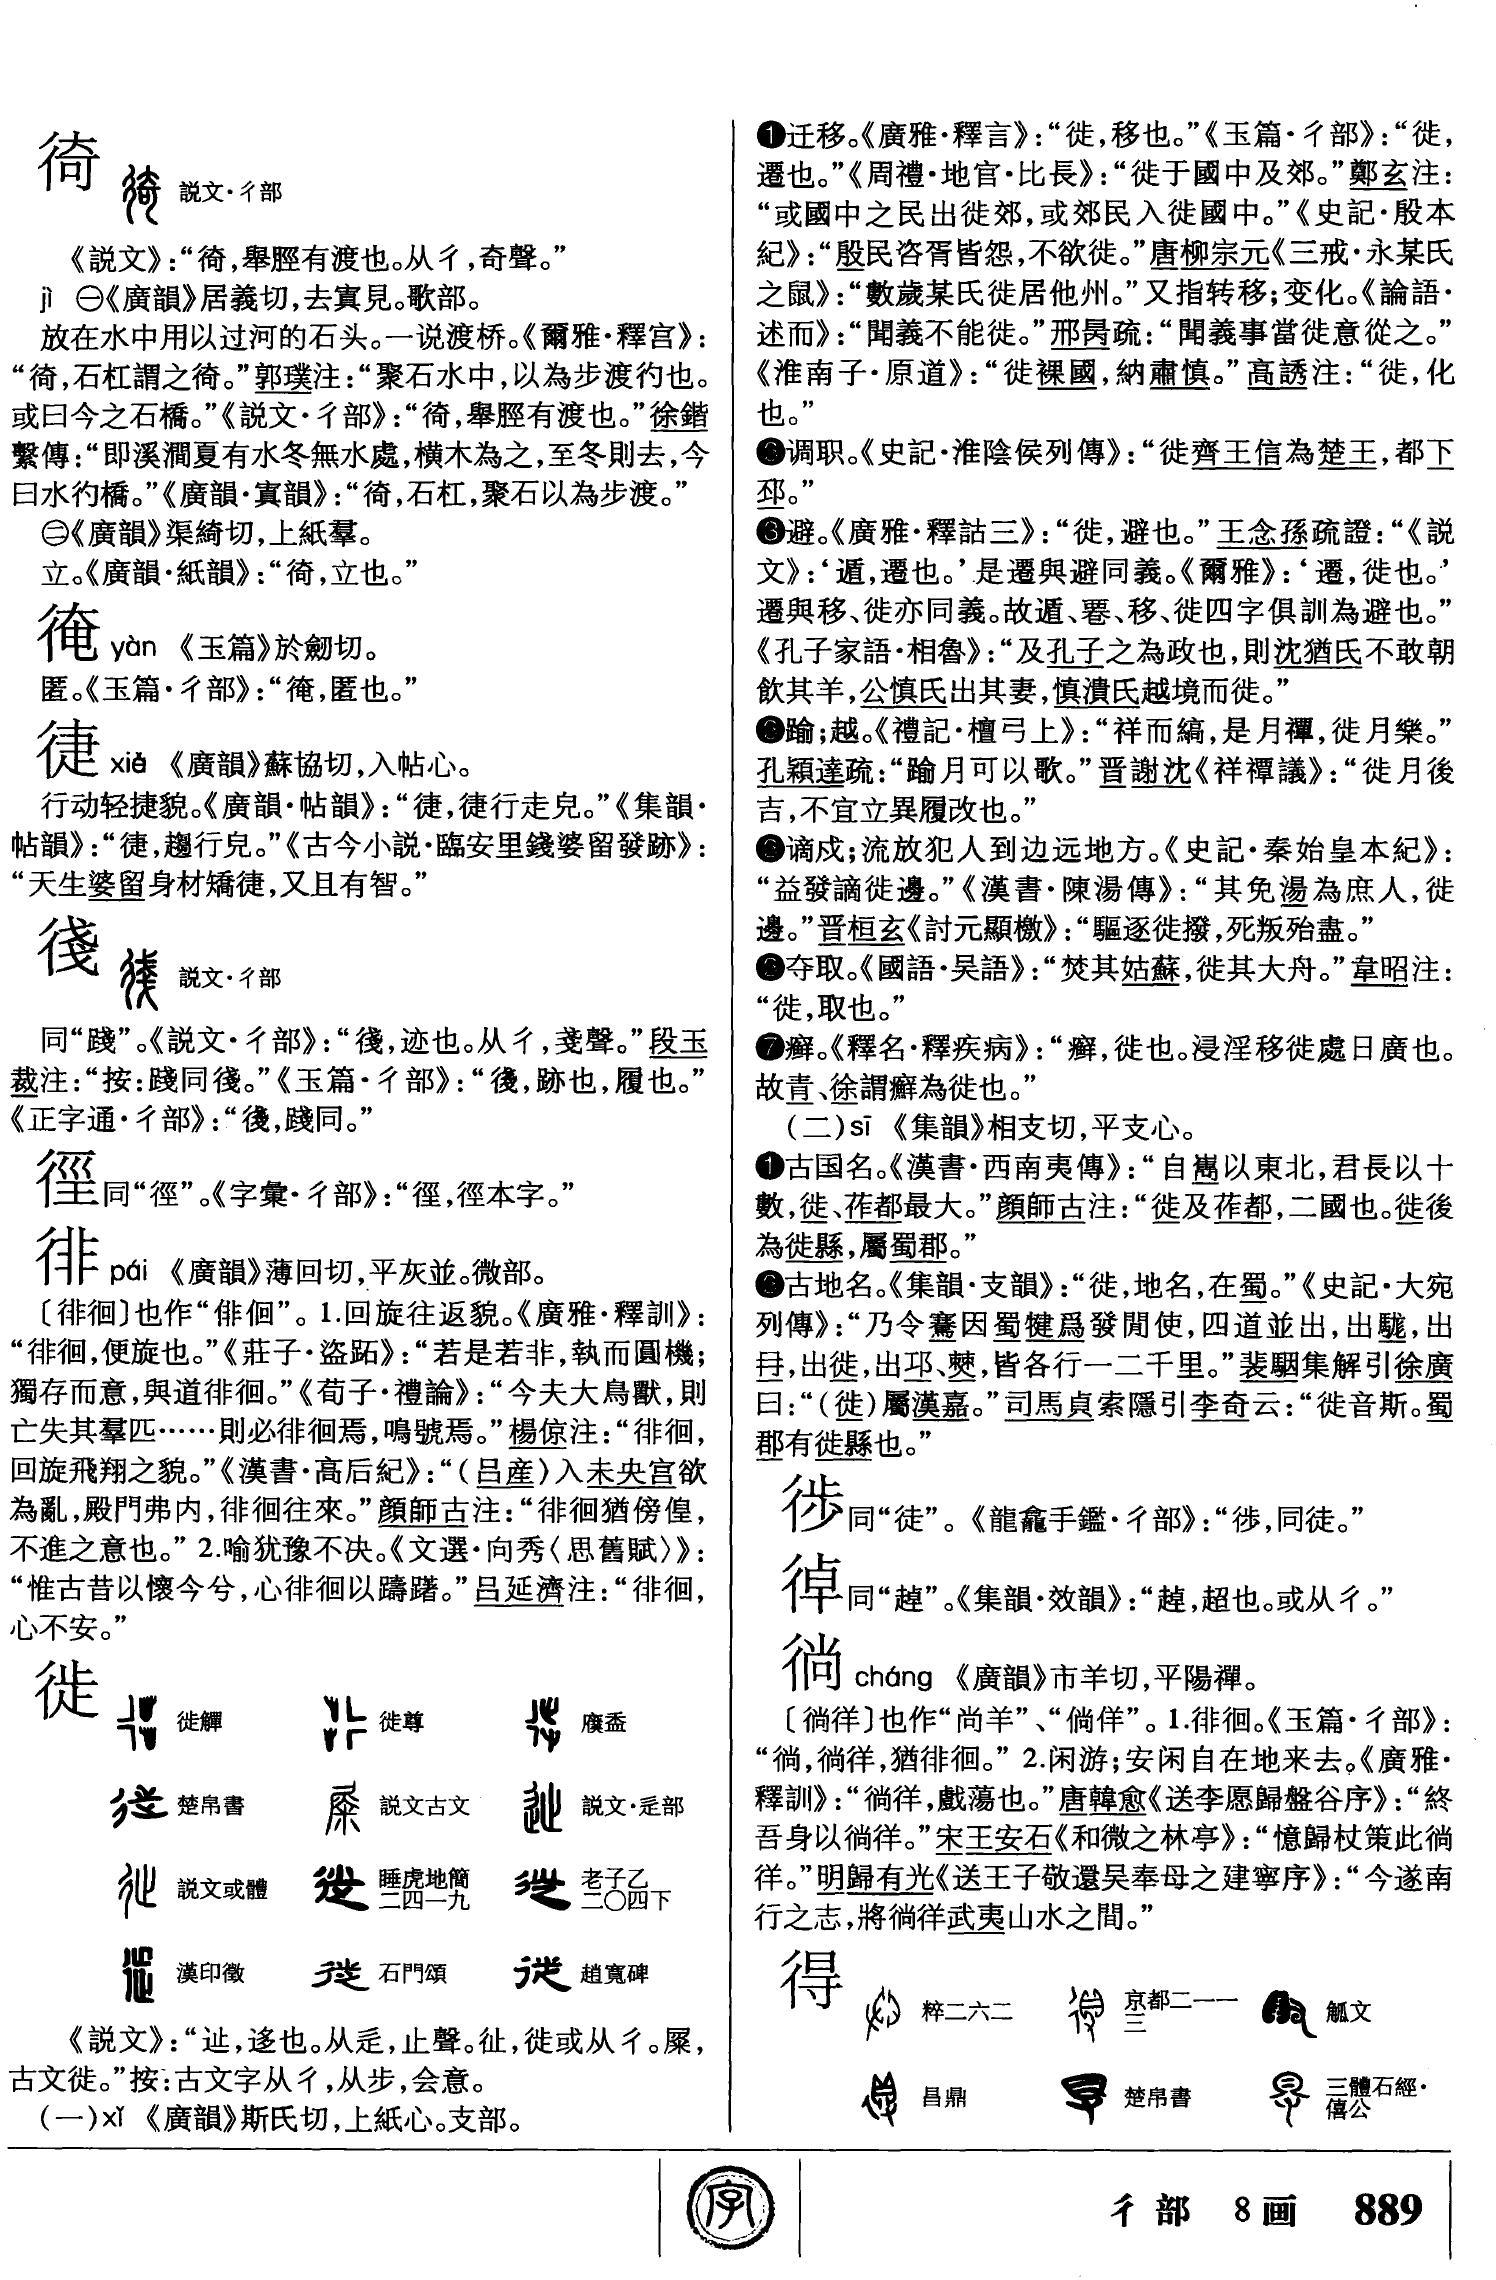 徛 説文·彳部
《説文》：“徛，舉脛有渡也。从彳，奇聲。”
jì ㊀《廣韻》居義切，去寘見。歌部。
放在水中用以过河的石头。一说渡桥。《爾雅·釋宫》：
“徛，石杠謂之徛。”郭璞注：“聚石水中，以為步渡彴也。
或曰今之石橋。”《説文·彳部》：“徛，舉脛有渡也。”徐鍇
繫傳：“即溪澗夏有水冬無水處，横木為之，至冬則去，今
曰水彴橋。”《廣韻·寘韻》：“徛，石杠，聚石以為步渡。”
㊁《廣韻》渠綺切，上紙羣。
立。《廣韻·紙韻》：“徛，立也。”
㣣 yàn 《玉篇》於劒切。
匿。《玉篇·彳部》：“㣣，匿也。”
徢 xiè 《廣韻》蘇協切，入帖心。
行动轻捷貌。《廣韻·帖韻》：“徢，徢行走皃。”《集韻·
帖韻》：“徢，趨行皃。”《古今小説·臨安里錢婆留發跡》：
“天生婆留身材矯徢，又且有智。”
後 説文·彳部
同“踐”。《説文·彳部》：“㣤，迹也。从彳，戔聲。”段玉
裁注：“按：踐同㣤。”《玉篇·彳部》：“㣤，跡也，履也。”
《正字通·彳部》：“㣤，踐同。”
徑同“徑”。《字彙·彳部》：“徑，徑本字。”
徘 pái 《廣韻》薄回切，平灰並。微部。
〔徘徊〕也作“俳佪”。1.回旋往返貌。《廣雅·釋訓》：
“徘徊，便旋也。”《莊子·盜跖》：“若是若非，執而圓機；
獨存而意，與道徘徊。”《荀子·禮論》：“今夫大鳥獸，則
亡失其羣匹……則必徘徊焉，鳴號焉。”楊倞注：“徘徊，
回旋飛翔之貌。”《漢書·高后紀》：“（吕産）入未央宫欲
為亂，殿門弗内，徘徊往來。”顔師古注：“徘徊猶傍偟，
不進之意也。”2.喻犹豫不决。《文選·向秀〈思舊賦〉》：
“惟古昔以懷今兮，心徘徊以躊躇。”吕延濟注：“徘徊，
心不安。”
徙 徙觶 徙尊 㾱盉
楚帛書 説文古文 説文·辵部
説文或體 睡虎地簡二四一九 老子乙二〇四下
漢印徵 石門頌 趙寬碑
《説文》：“辿，迻也。从辵，止聲。𢓊，徙或从彳。𡲴，
古文徙。”按：古文字从彳，从步，会意。
（一）xǐ 《廣韻》斯氏切，上紙心。支部。
❶迁移。《廣雅·釋言》：“徙，移也。”《玉篇·彳部》：“徙，
遷也。”《周禮·地官·比長》：“徙于國中及郊。”鄭玄注：
“或國中之民出徙郊，或郊民入徙國中。”《史記·殷本
紀》：“殷民咨胥皆怨，不欲徙。”唐柳宗元《三戒·永某氏
之鼠》：“數歲某氏徙居他州。”又指转移；变化。《論語·
述而》：“聞義不能徙。”邢昺疏：“聞義事當徙意從之。”
《淮南子·原道》：“徙裸國，納肅慎。”高誘注：“徙，化
也。”
❷调职。《史記·淮陰侯列傳》：“徙齊王信為楚王，都下
邳。”
❸避。《廣雅·釋詁三》：“徙，避也。”王念孫疏證：“《説
文》：‘遁，遷也。’是遷與避同義。《爾雅》：‘遷，徙也。’
遷與移、徙亦同義。故遁、䙴、移、徙四字俱訓為避也。”
《孔子家語·相魯》：“及孔子之為政也，則沈猶氏不敢朝
飲其羊，公慎氏出其妻，慎潰氏越境而徙。”
❹踰；越。《禮記·檀弓上》：“祥而縞，是月禫，徙月樂。”
孔穎達疏：“踰月可以歌。”晋謝沈《祥禫議》：“徙月後
吉，不宜立異履改也。”
❺谪戍；流放犯人到边远地方。《史記·秦始皇本紀》：
“益發謫徙邊。”《漢書·陳湯傳》：“其免湯為庶人，徙
邊。”晋桓玄《討元顯檄》：“驅逐徙撥，死叛殆盡。”
❻夺取。《國語·吴語》：“焚其姑蘇，徙其大舟。”韋昭注：
“徙，取也。”
❼癣。《釋名·釋疾病》：“癬，徙也。浸淫移徙處日廣也。
故青、徐謂癬為徙也。”
（二）sī 《集韻》相支切，平支心。
❶古国名。《漢書·西南夷傳》：“自巂以東北，君長以十
數，徙、莋都最大。”顔師古注：“徙及莋都，二國也。徙後
為徙縣，屬蜀郡。”
❷古地名。《集韻·支韻》：“徙，地名，在蜀。”《史記·大宛
列傳》：“乃令騫因蜀犍爲發閒使，四道並出，出駹，出
冄，出徙，出邛、僰，皆各行一二千里。”裴駰集解引徐廣
曰：“（徙）屬漢嘉。”司馬貞索隱引李奇云：“徙音斯。蜀
郡有徙縣也。”
㣥同“徒”。《龍龕手鑑·彳部》：“㣥，同徒。”
㣦同“趠”。《集韻·效韻》：“趠，超也。或从彳。”
徜 cháng 《廣韻》市羊切，平陽禪。
〔徜徉〕也作“尚羊”、“倘佯”。1.徘徊。《玉篇·彳部》：
“徜，徜徉，猶徘徊。”2.闲游；安闲自在地来去。《廣雅·
釋訓》：“徜徉，戲蕩也。”唐韓愈《送李愿歸盤谷序》：“終
吾身以徜徉。”宋王安石《和微之林亭》：“憶歸杖策此徜
徉。”明歸有光《送王子敬還吴奉母之建寧序》：“今遂南
行之志，將徜徉武夷山水之間。”
得 粹二六二 京都二一一三 觚文
昌鼎 楚帛書 三體石經·僖公
字 彳部 8画 889